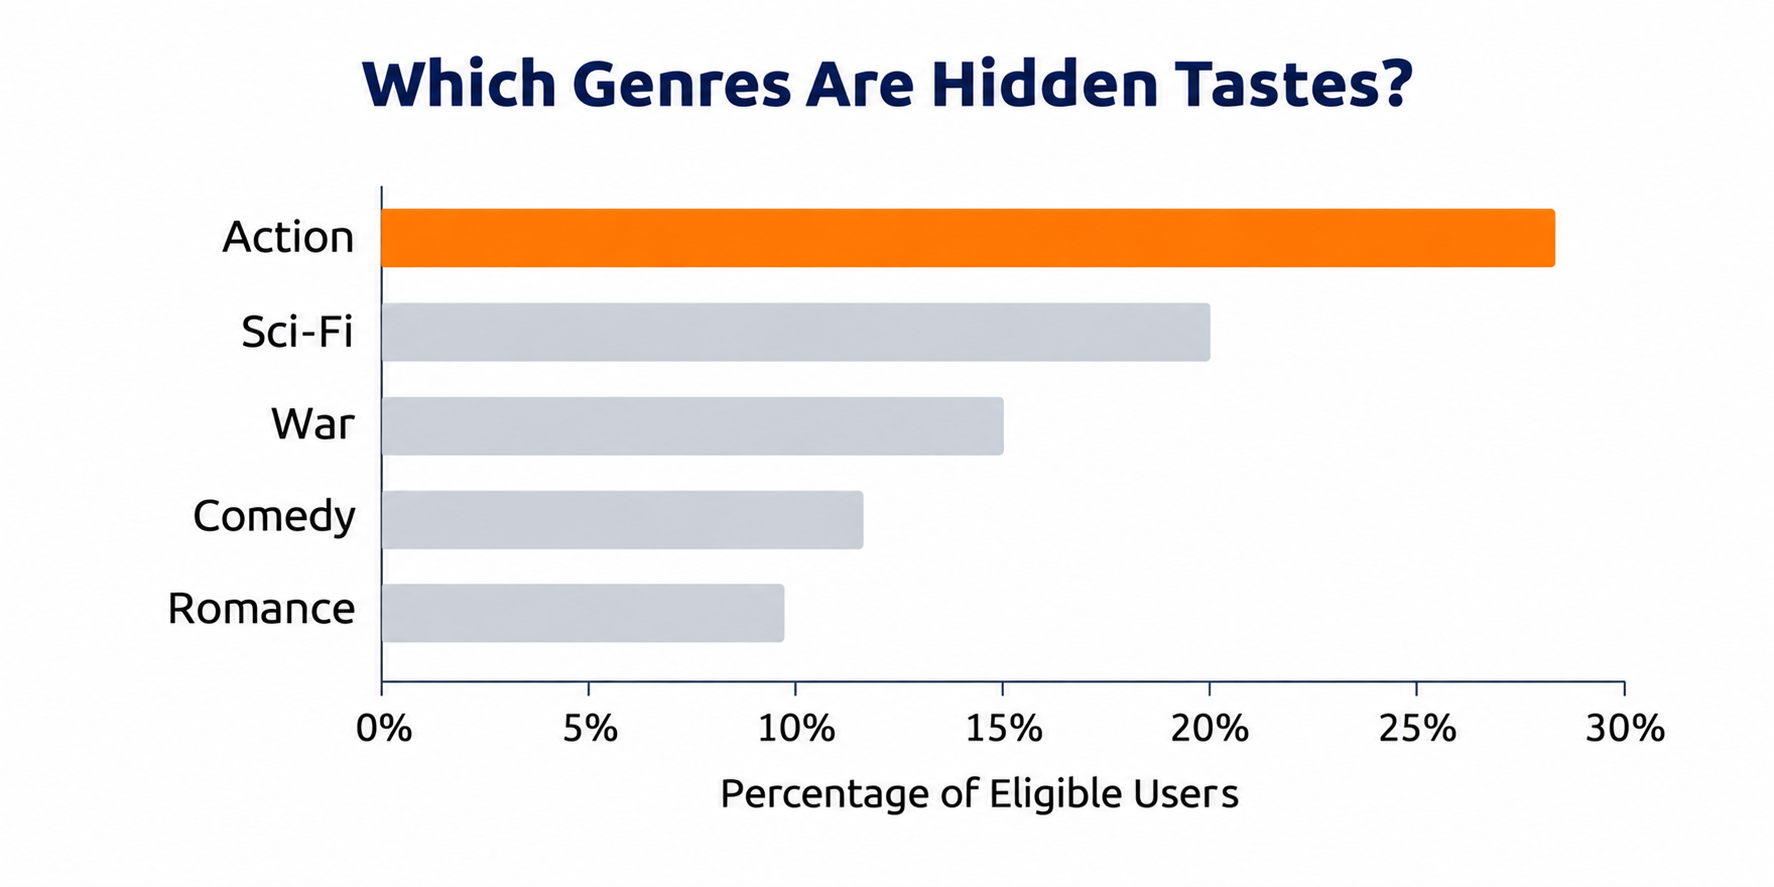 Which Genres Are Hidden Tastes?
Action
Sci-Fi
War
Comedy
Romance
0% 5% 10% 15% 20% 25% 30%
Percentage of Eligible Users